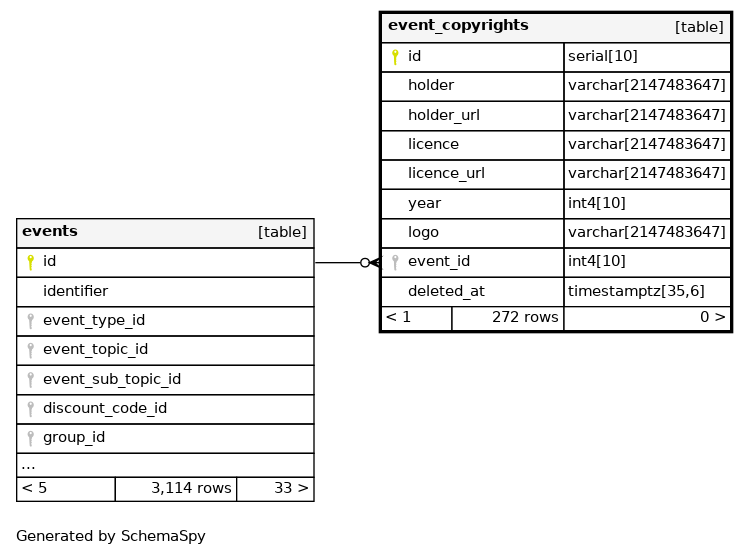 event_copyrights [table]
id serial[10]
holder varchar[2147483647]
holder_url varchar[2147483647]
licence varchar[2147483647]
licence_url varchar[2147483647]
year int4[10]
logo varchar[2147483647]
event_id int4[10]
deleted_at timestamptz[35,6]
< 1 272 rows 0 >
events [table]
id
identifier
event_type_id
event_topic_id
event_sub_topic_id
discount_code_id
group_id
...
< 5 3,114 rows 33 >
Generated by SchemaSpy